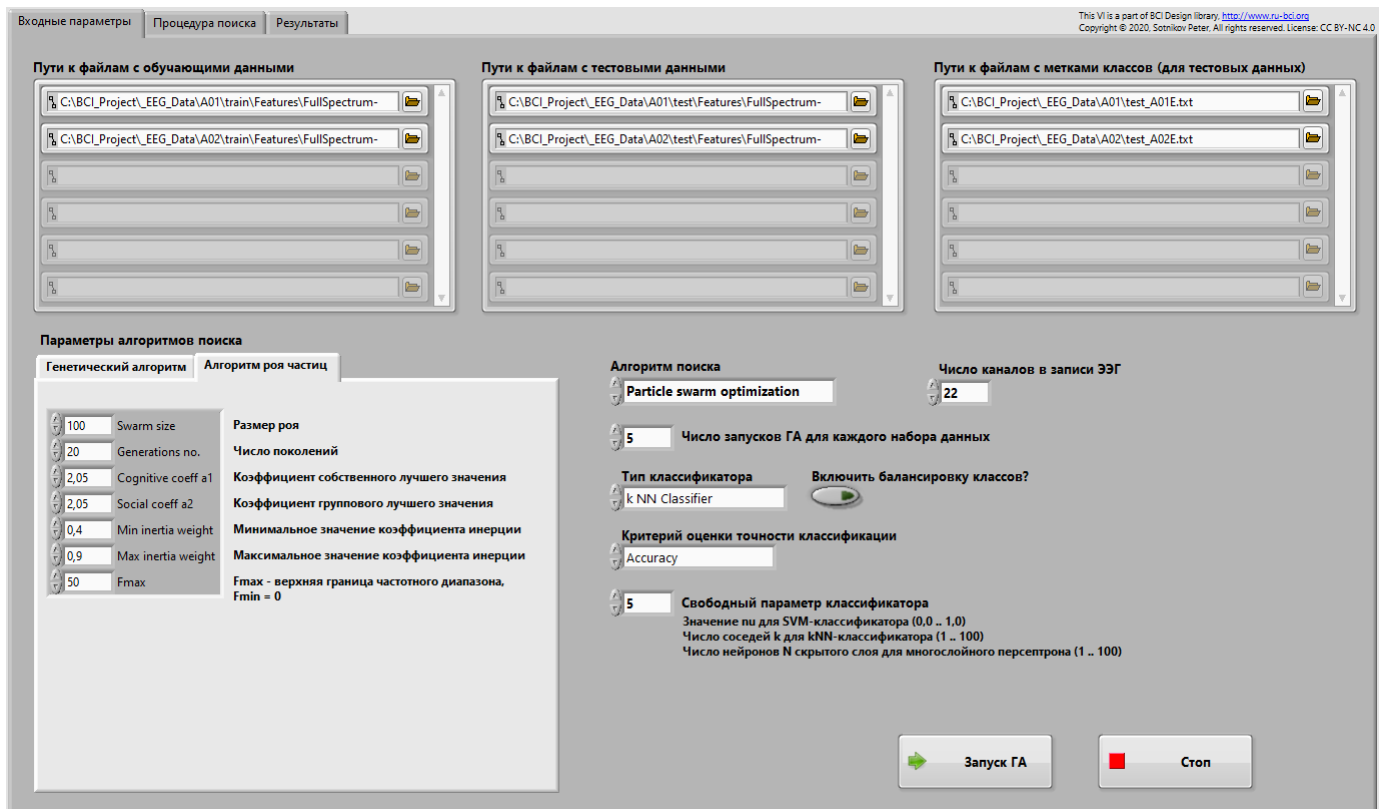 Входные параметры
Процедура поиска
Результаты
This VI is a part of BCI Design library, http://www.ru-bci.org
Copyright © 2020, Sotnikov Peter, All rights reserved. License: CC BY-NC 4.0
Пути к файлам с обучающими данными
C:\BCI_Project\_EEG_Data\A01\train\Features\FullSpectrum-
C:\BCI_Project\_EEG_Data\A02\train\Features\FullSpectrum-
Пути к файлам с тестовыми данными
C:\BCI_Project\_EEG_Data\A01\test\Features\FullSpectrum-
C:\BCI_Project\_EEG_Data\A02\test\Features\FullSpectrum-
Пути к файлам с метками классов (для тестовых данных)
C:\BCI_Project\_EEG_Data\A01\test_A01E.txt
C:\BCI_Project\_EEG_Data\A02\test_A02E.txt
Параметры алгоритмов поиска
Генетический алгоритм
Алгоритм роя частиц
100 Swarm size Размер роя
20 Generations no. Число поколений
2,05 Cognitive coeff a1 Коэффициент собственного лучшего значения
2,05 Social coeff a2 Коэффициент группового лучшего значения
0,4 Min inertia weight Минимальное значение коэффициента инерции
0,9 Max inertia weight Максимальное значение коэффициента инерции
50 Fmax Fmax - верхняя граница частотного диапазона,
Fmin = 0
Алгоритм поиска
Particle swarm optimization
Число каналов в записи ЭЭГ
22
5 Число запусков ГА для каждого набора данных
Тип классификатора
k NN Classifier
Включить балансировку классов?
Критерий оценки точности классификации
Accuracy
5 Свободный параметр классификатора
Значение nu для SVM-классификатора (0,0 .. 1,0)
Число соседей k для kNN-классификатора (1 .. 100)
Число нейронов N скрытого слоя для многослойного персептрона (1 .. 100)
Запуск ГА
Стоп